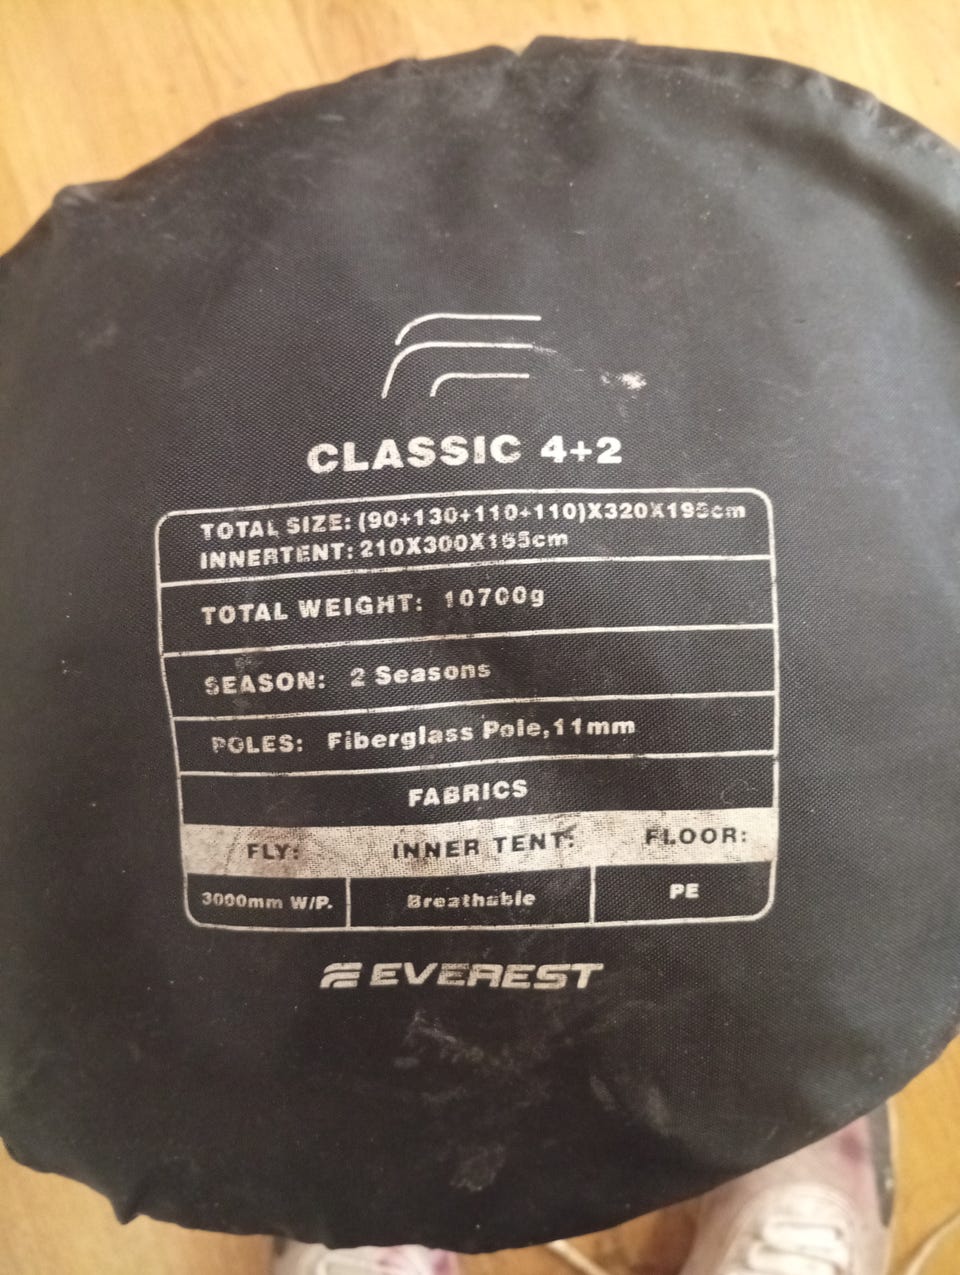 CLASSIC 4+2
TOTAL SIZE: (90+130+110+110)X320X195cm
INNERTENT: 210X300X165cm
TOTAL WEIGHT: 10700g
SEASON: 2 Seasons
POLES: Fiberglass Pole,11mm
FABRICS
FLY: INNER TENT: FLOOR:
3000mm W/P. Breathable PE
EVEREST